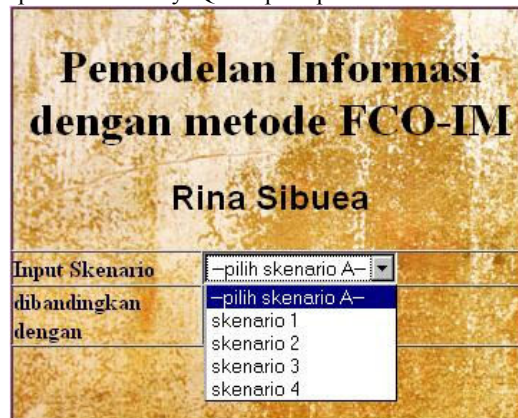 Pemodelan Informasi
dengan metode FCO-IM
Rina Sibuea
Input Skenario
--pilih skenario A--
dibandingkan
dengan
--pilih skenario A--
skenario 1
skenario 2
skenario 3
skenario 4